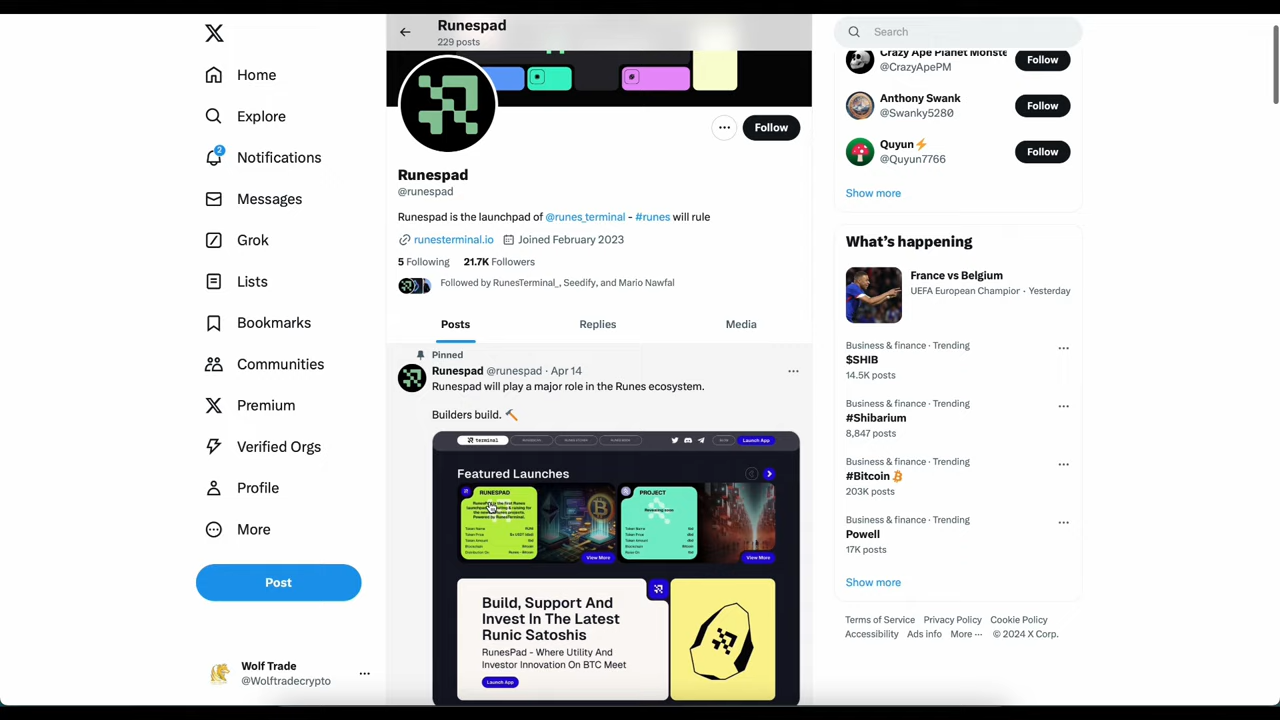 Runespad
229 posts
Home
Explore
2
Notifications
Messages
Grok
Lists
Bookmarks
Communities
Premium
Verified Orgs
Profile
More
Post
Wolf Trade
@Wolftradecrypto
Follow
Runespad
@runespad
Runespad is the launchpad of @runes_terminal - #runes will rule
runesterminal.io Joined February 2023
5 Following 21.7K Followers
Followed by RunesTerminal_, Seedify, and Mario Nawfal
Posts Replies Media
Pinned
Runespad @runespad · Apr 14
Runespad will play a major role in the Runes ecosystem.
Builders build.
terminal
Launch App
Featured Launches
RUNESPAD
View More
PROJECT
View More
Build, Support And
Invest In The Latest
Runic Satoshis
RunesPad - Where Utility And
Investor Innovation On BTC Meet
Launch App
Search
Crazy Ape Planet Monste
@CrazyApePM
Follow
Anthony Swank
@Swanky5280
Follow
Quyun
@Quyun7766
Follow
Show more
What's happening
France vs Belgium
UEFA European Champior · Yesterday
Business & finance · Trending
$SHIB
14.5K posts
Business & finance · Trending
#Shibarium
8,847 posts
Business & finance · Trending
#Bitcoin
203K posts
Business & finance · Trending
Powell
17K posts
Show more
Terms of Service Privacy Policy Cookie Policy
Accessibility Ads info More ··· © 2024 X Corp.